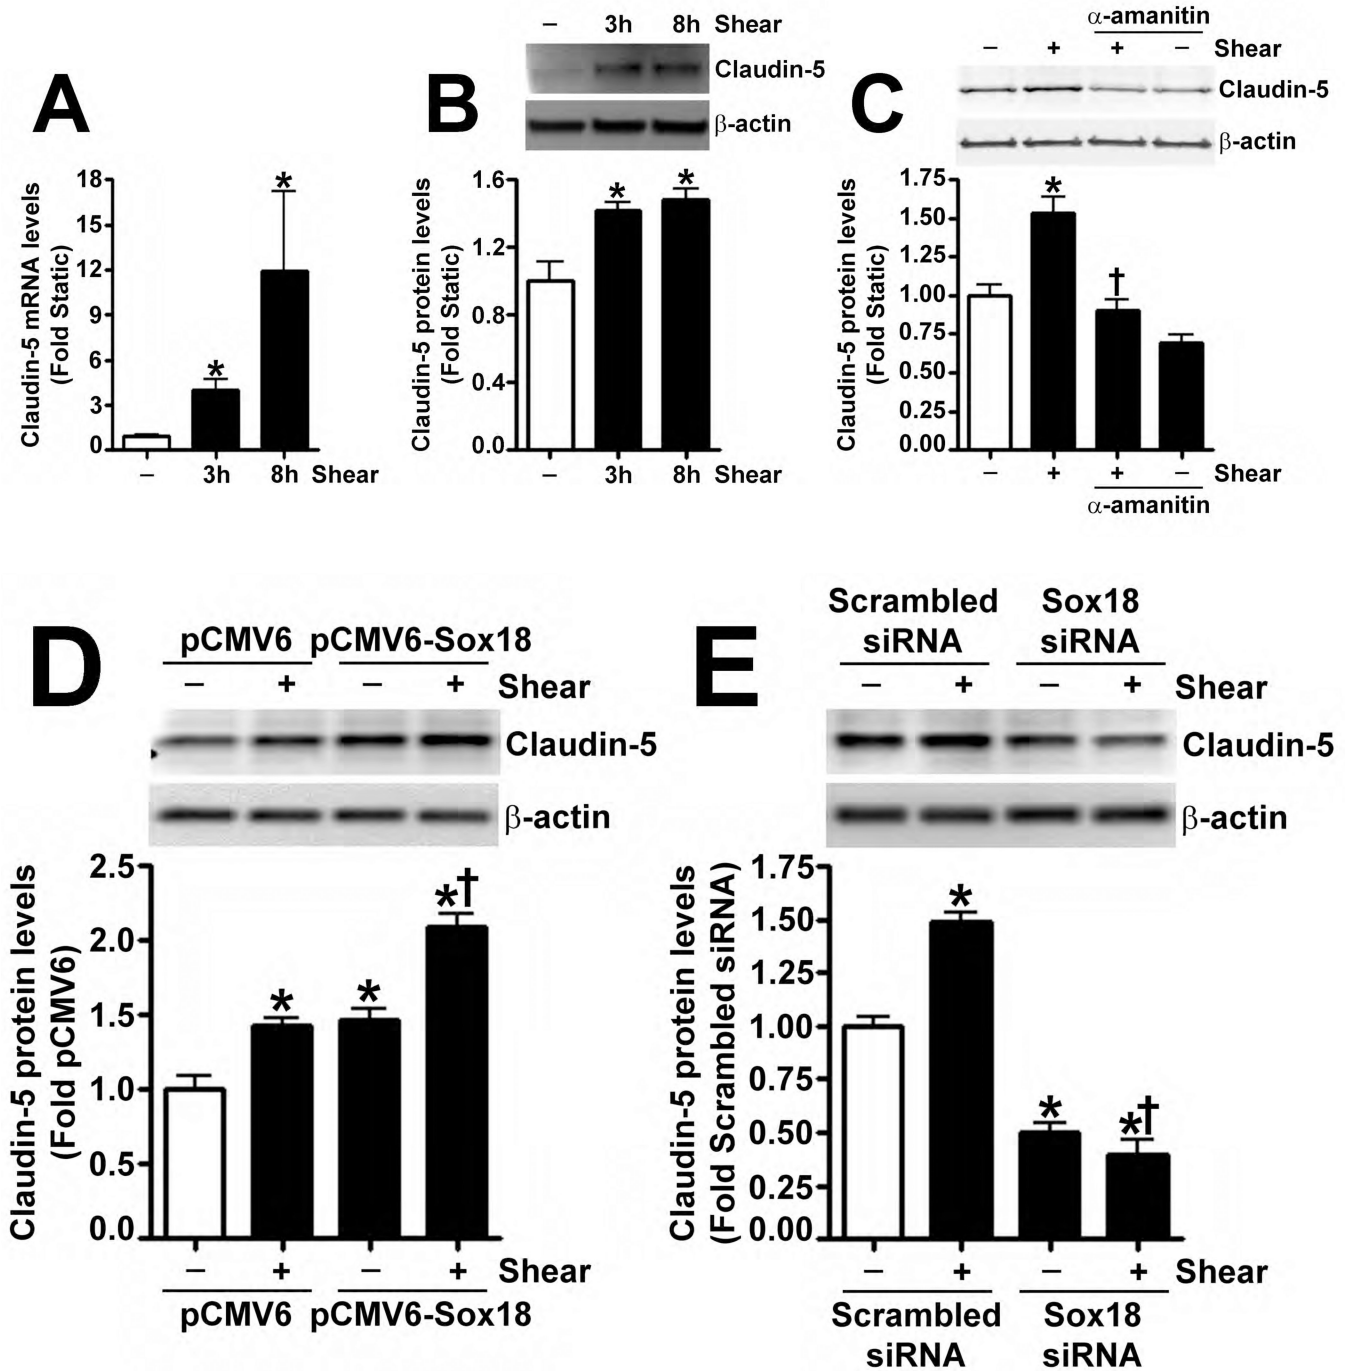 A
18
15
12
9
6
3
0
Claudin-5 mRNA levels
(Fold Static)
*
*
– 3h 8h Shear
B
– 3h 8h Shear
Claudin-5
β-actin
1.6
1.2
0.8
0.4
0.0
Claudin-5 protein levels
(Fold Static)
* *
– 3h 8h Shear
C
α-amanitin
– + + – Shear
Claudin-5
β-actin
1.75
1.50
1.25
1.00
0.75
0.50
0.25
0.00
Claudin-5 protein levels
(Fold Static)
*
†
– + + – Shear
α-amanitin
D
pCMV6 pCMV6-Sox18
– + – + Shear
Claudin-5
β-actin
2.5
2.0
1.5
1.0
0.5
0.0
Claudin-5 protein levels
(Fold pCMV6)
* * *†
– + – + Shear
pCMV6 pCMV6-Sox18
E
Scrambled Sox18
siRNA siRNA
– + – + Shear
Claudin-5
β-actin
1.75
1.50
1.25
1.00
0.75
0.50
0.25
0.00
Claudin-5 protein levels
(Fold Scrambled siRNA)
* * *†
– + – + Shear
Scrambled Sox18
siRNA siRNA